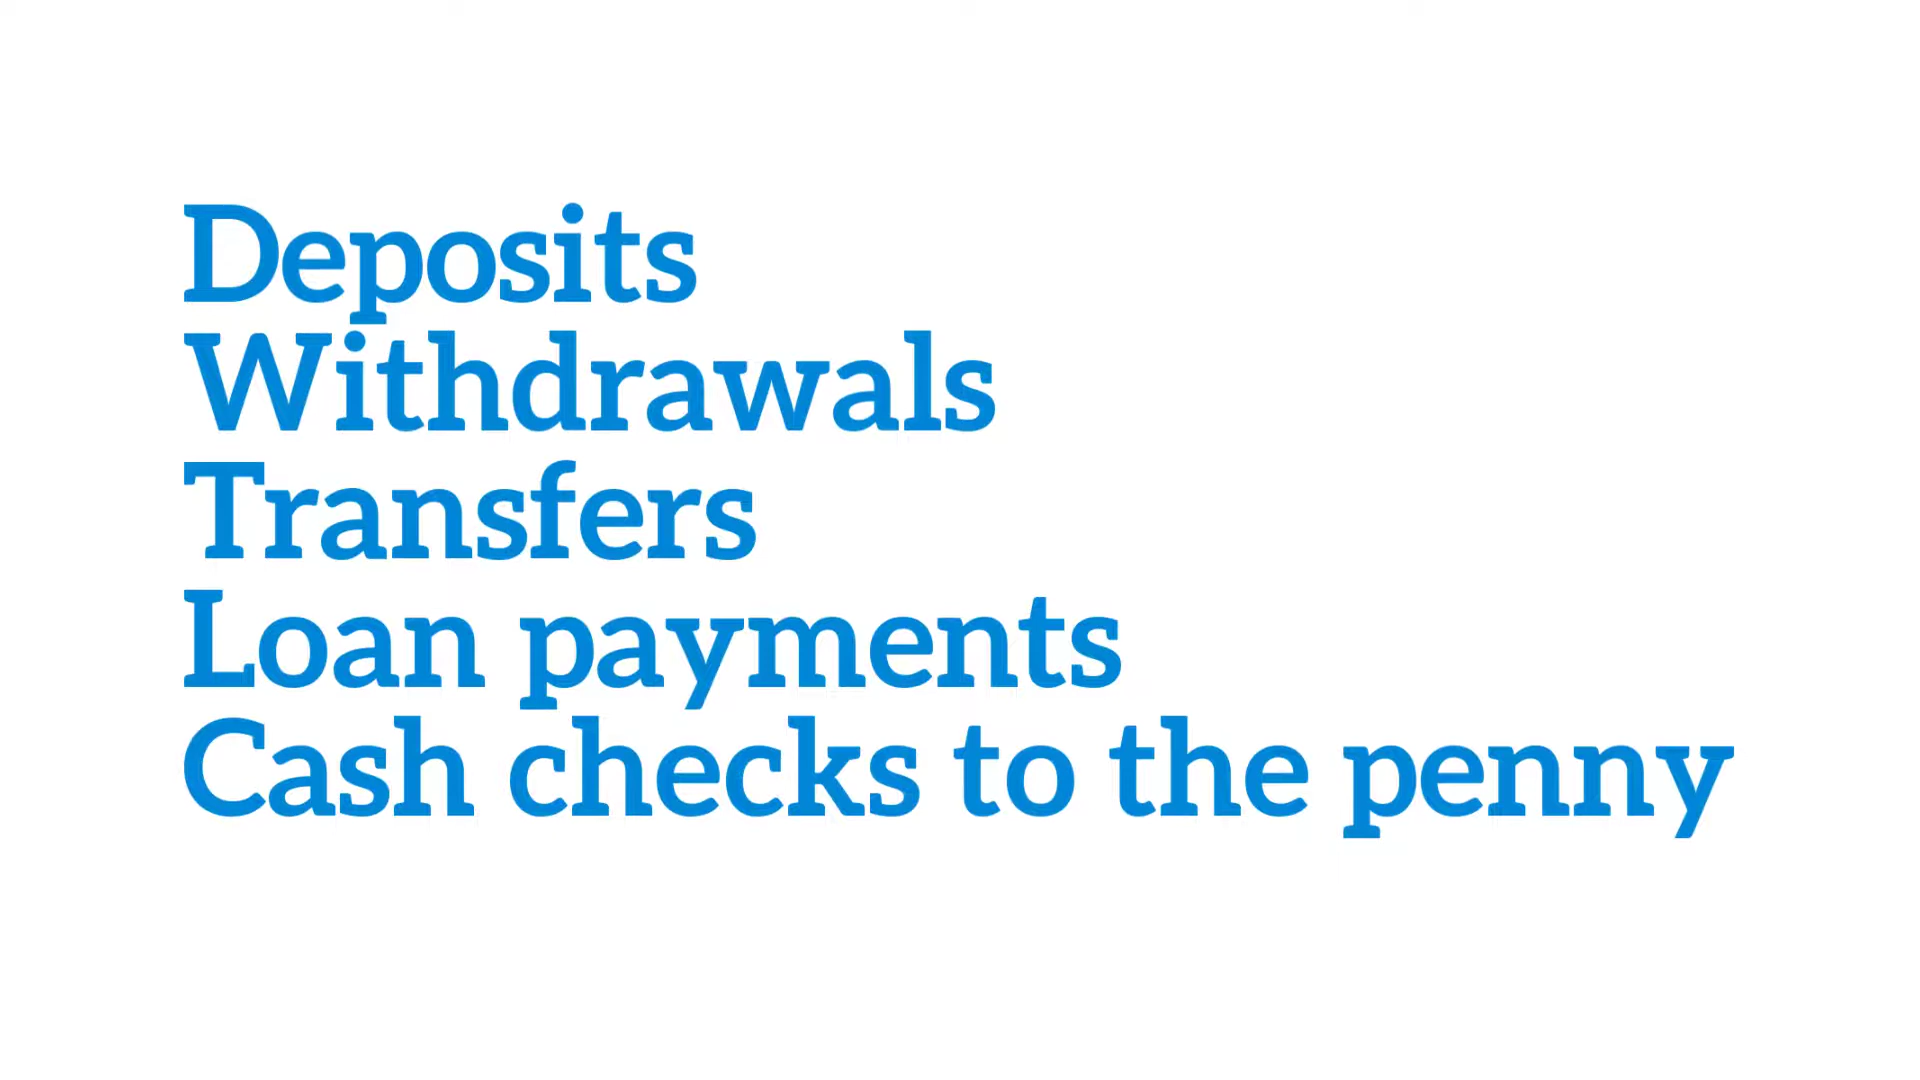 Deposits
Withdrawals
Transfers
Loan payments
Cash checks to the penny